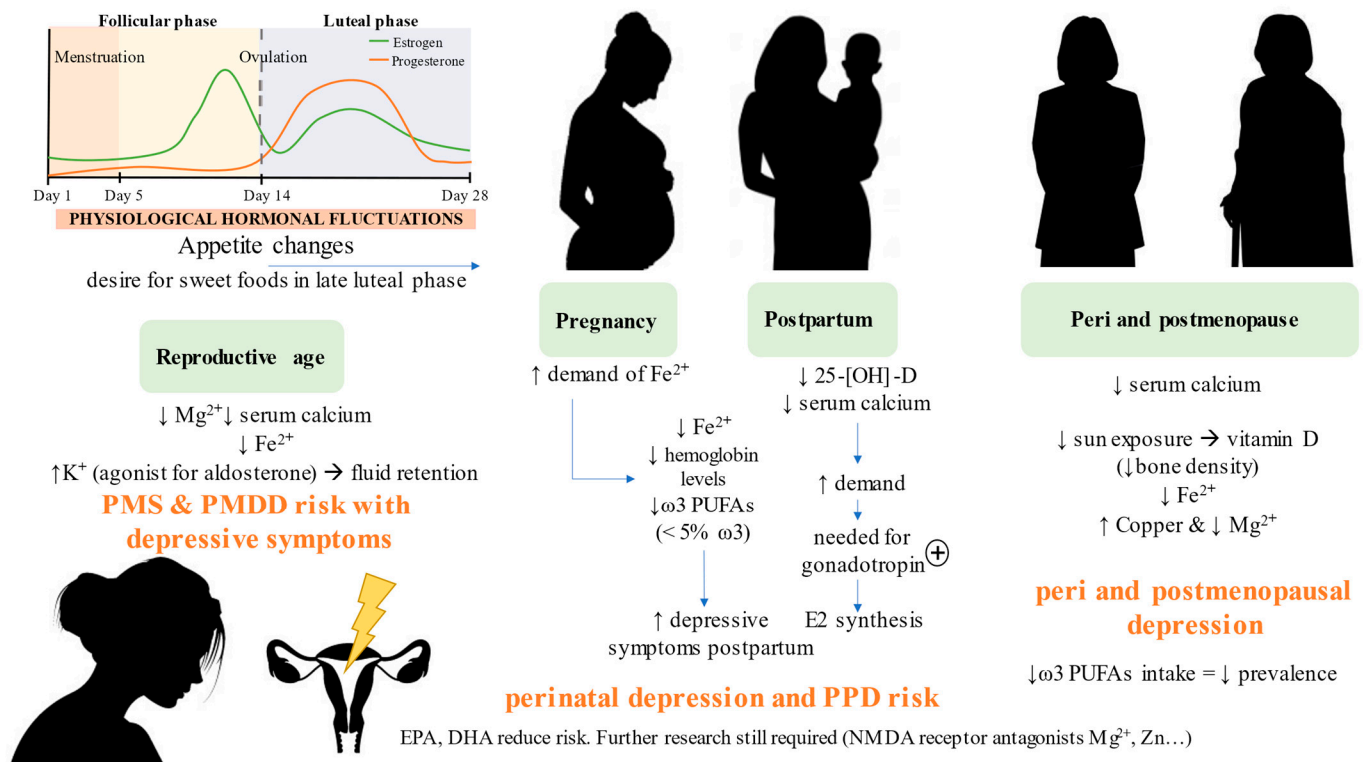 Follicular phase
Luteal phase
Estrogen
Progesterone
Menstruation
Ovulation
Day 1
Day 5
Day 14
Day 28
PHYSIOLOGICAL HORMONAL FLUCTUATIONS
Appetite changes
desire for sweet foods in late luteal phase
Reproductive age
↓ Mg²⁺↓ serum calcium
↓ Fe²⁺
↑K⁺ (agonist for aldosterone) → fluid retention
PMS & PMDD risk with
depressive symptoms
Pregnancy
↑ demand of Fe²⁺
↓ Fe²⁺
↓ hemoglobin
levels
↓ω3 PUFAs
(< 5% ω3)
↑ depressive
symptoms postpartum
Postpartum
↓ 25-[OH]-D
↓ serum calcium
↑ demand
needed for
gonadotropin
+
E2 synthesis
perinatal depression and PPD risk
Peri and postmenopause
↓ serum calcium
↓ sun exposure → vitamin D
(↓bone density)
↓ Fe²⁺
↑ Copper & ↓ Mg²⁺
peri and postmenopausal
depression
↓ω3 PUFAs intake = ↓ prevalence
EPA, DHA reduce risk. Further research still required (NMDA receptor antagonists Mg²⁺, Zn…)